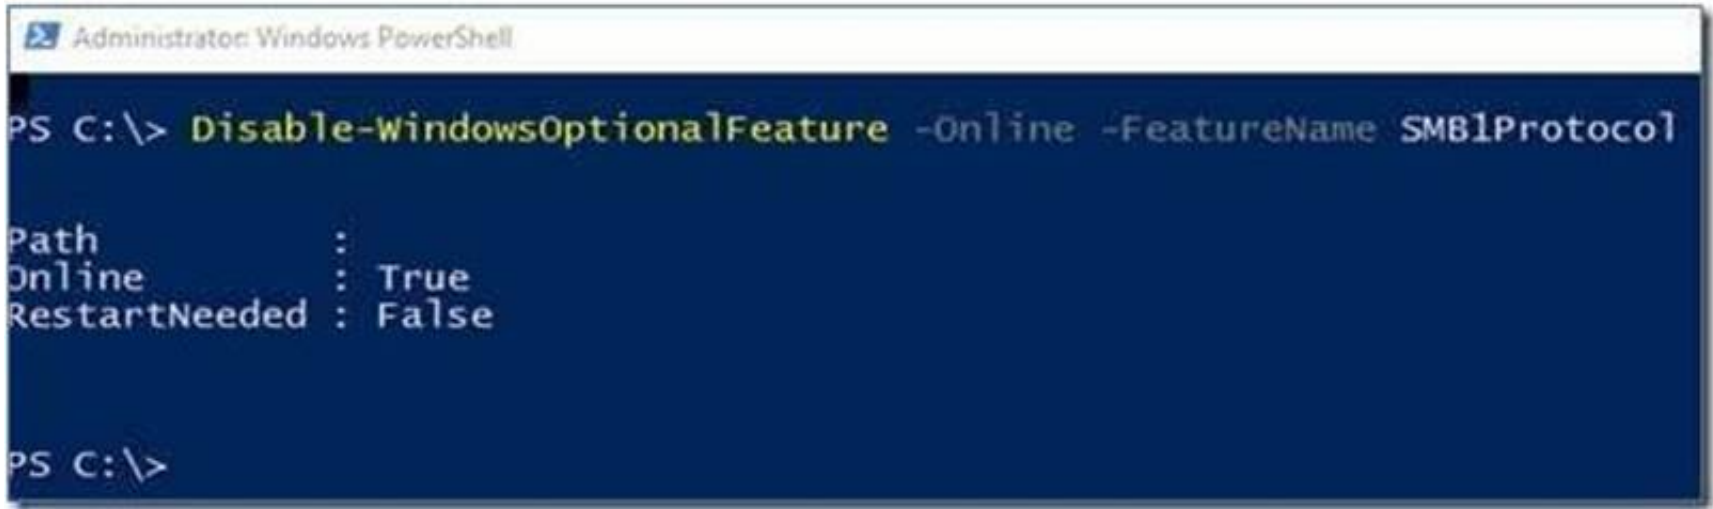 Administrator: Windows PowerShell
PS C:\> Disable-WindowsOptionalFeature -Online -FeatureName SMB1Protocol
Path          :
Online        : True
RestartNeeded : False
PS C:\>